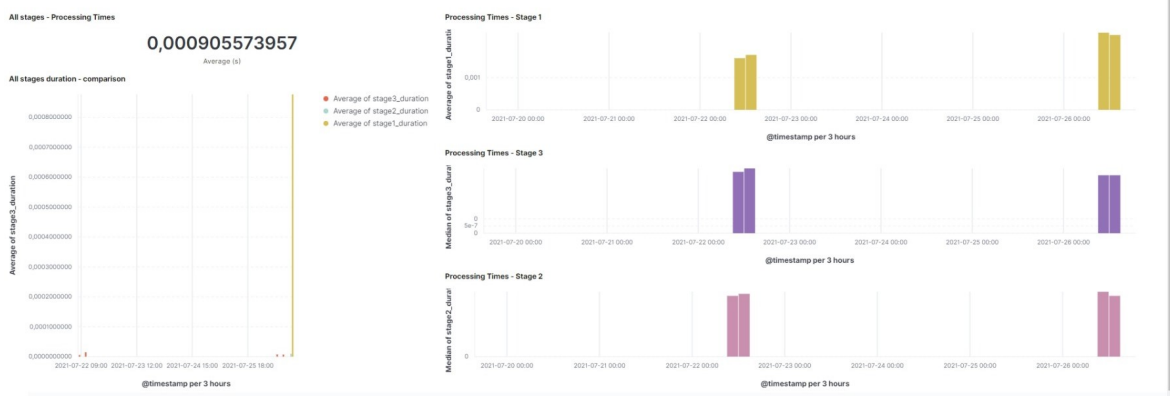 All stages - Processing Times
0,000905573957
Average (s)
All stages duration - comparison
Average of stage3_duration
Average of stage2_duration
Average of stage1_duration
Average of stage3_duration
0,0008000000
0,0007000000
0,0006000000
0,0005000000
0,0004000000
0,0003000000
0,0002000000
0,0001000000
0,0000000000
2021-07-22 09:00 2021-07-23 12:00 2021-07-24 15:00 2021-07-25 18:00
@timestamp per 3 hours
Processing Times - Stage 1
Average of stage1_duratio
0,001
0
2021-07-20 00:00 2021-07-21 00:00 2021-07-22 00:00 2021-07-23 00:00 2021-07-24 00:00 2021-07-25 00:00 2021-07-26 00:00
@timestamp per 3 hours
Processing Times - Stage 3
Median of stage3_dura
0
5e-7
0
2021-07-20 00:00 2021-07-21 00:00 2021-07-22 00:00 2021-07-23 00:00 2021-07-24 00:00 2021-07-25 00:00 2021-07-26 00:00
@timestamp per 3 hours
Processing Times - Stage 2
Median of stage2_dura
0
2021-07-20 00:00 2021-07-21 00:00 2021-07-22 00:00 2021-07-23 00:00 2021-07-24 00:00 2021-07-25 00:00 2021-07-26 00:00
@timestamp per 3 hours